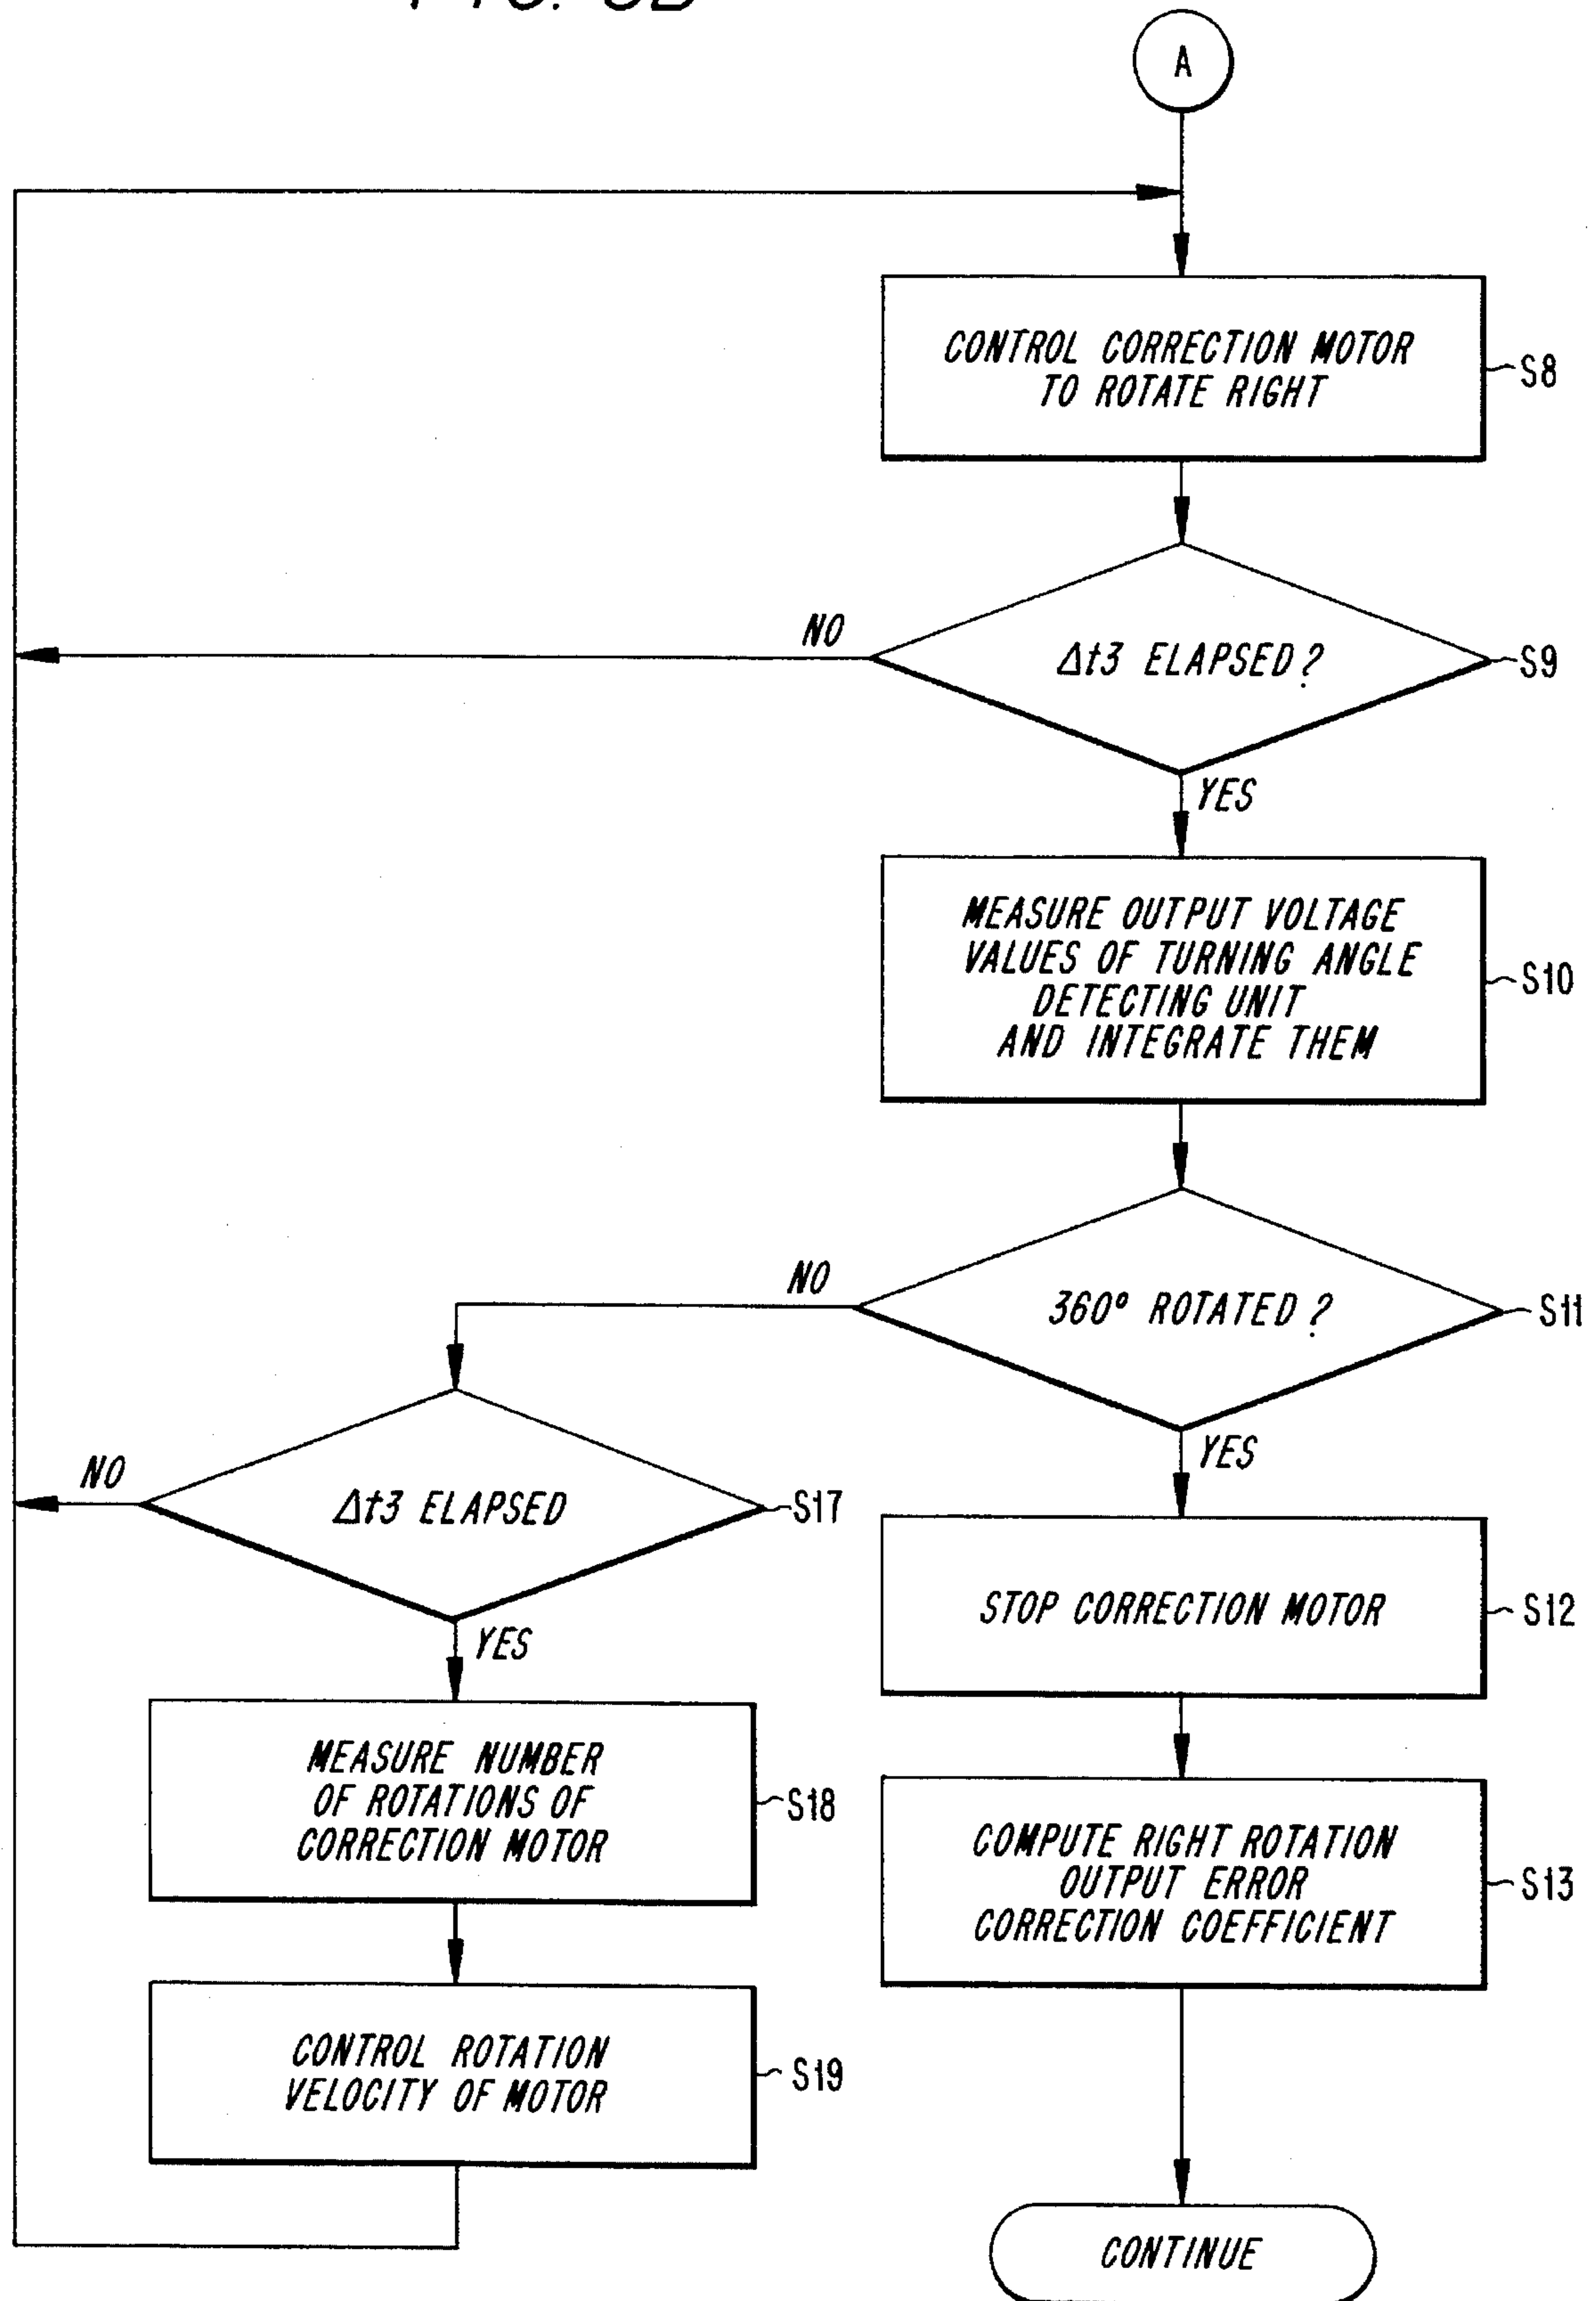 A
CONTROL CORRECTION MOTOR
TO ROTATE RIGHT
S8
NO
Δt3 ELAPSED?
S9
YES
MEASURE OUTPUT VOLTAGE
VALUES OF TURNING ANGLE
DETECTING UNIT
AND INTEGRATE THEM
S10
NO
360° ROTATED?
S11
YES
NO
Δt3 ELAPSED
S17
YES
STOP CORRECTION MOTOR
S12
MEASURE NUMBER
OF ROTATIONS OF
CORRECTION MOTOR
S18
COMPUTE RIGHT ROTATION
OUTPUT ERROR
CORRECTION COEFFICIENT
S13
CONTROL ROTATION
VELOCITY OF MOTOR
S19
CONTINUE